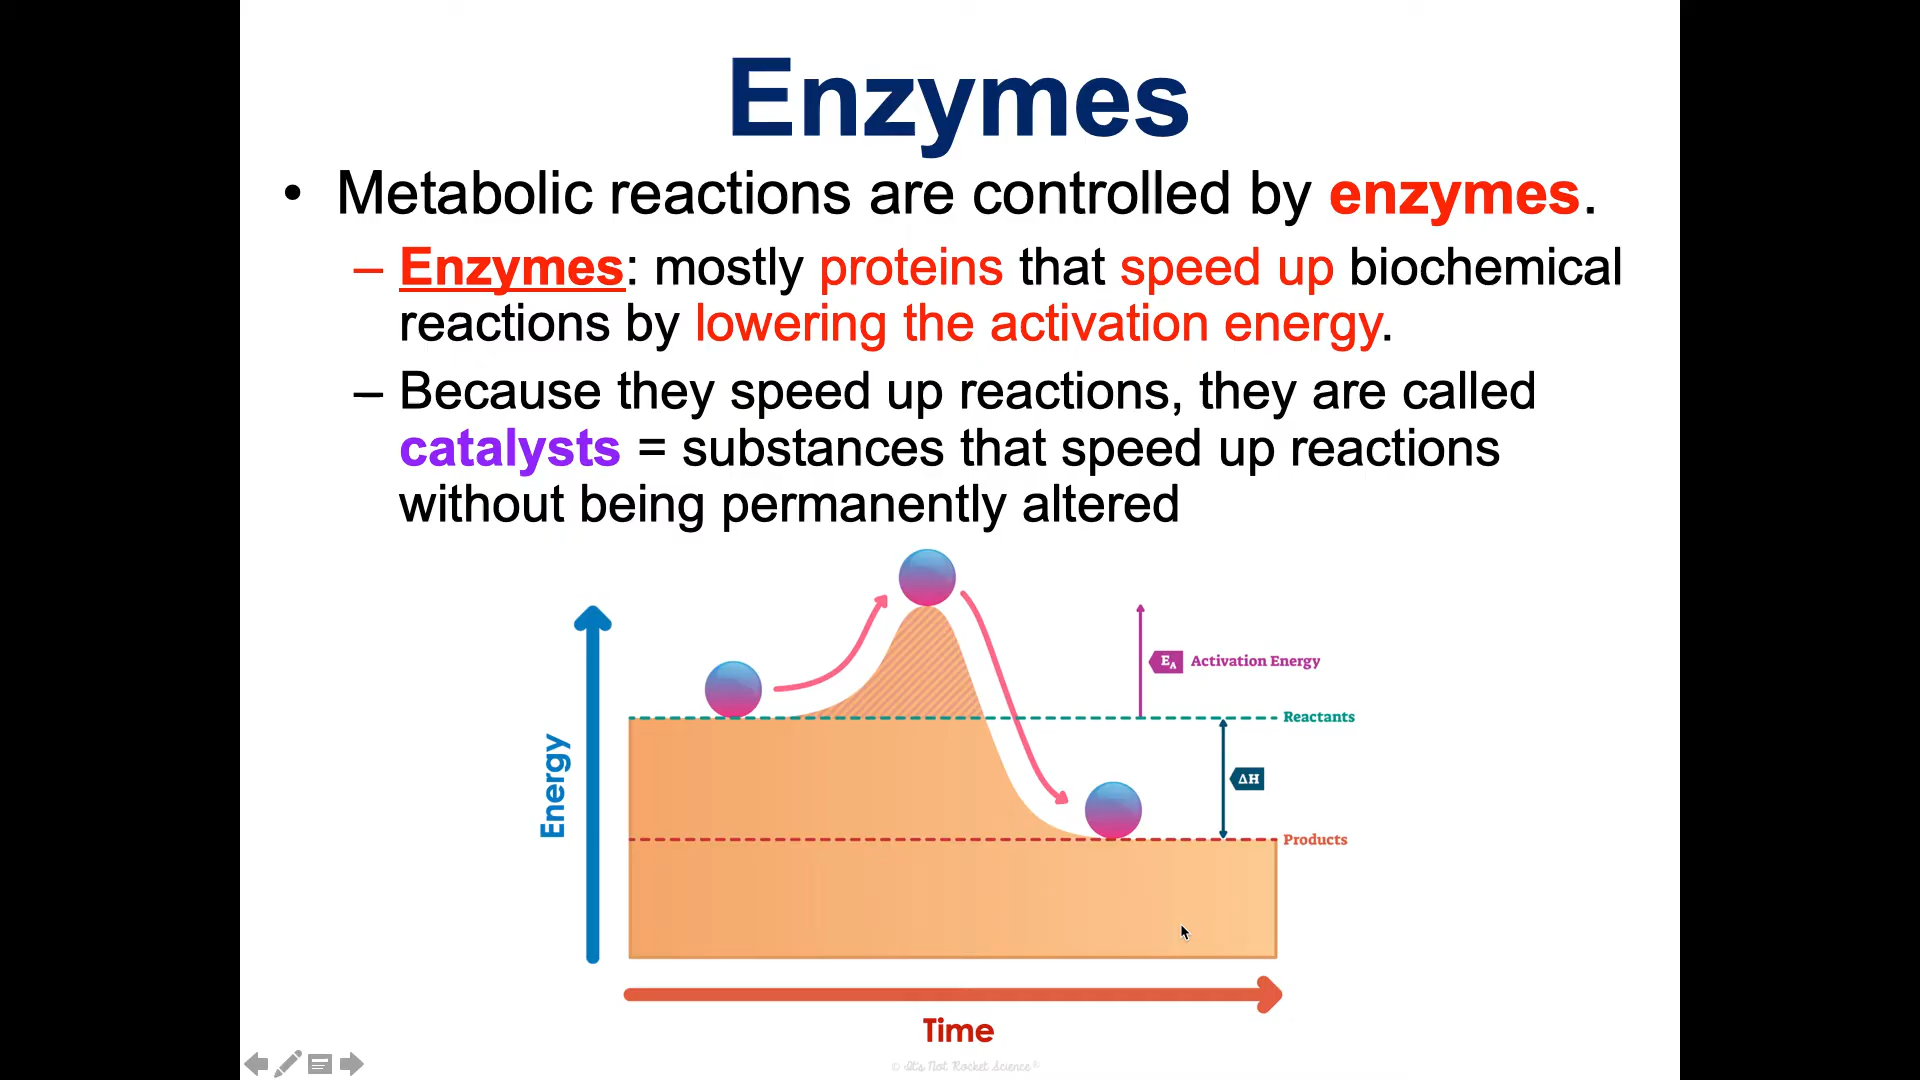 Enzymes
• Metabolic reactions are controlled by enzymes.
– Enzymes: mostly proteins that speed up biochemical
reactions by lowering the activation energy.
– Because they speed up reactions, they are called
catalysts = substances that speed up reactions
without being permanently altered
EA Activation Energy
Reactants
Energy
ΔH
Products
Time
© It's Not Rocket Science®